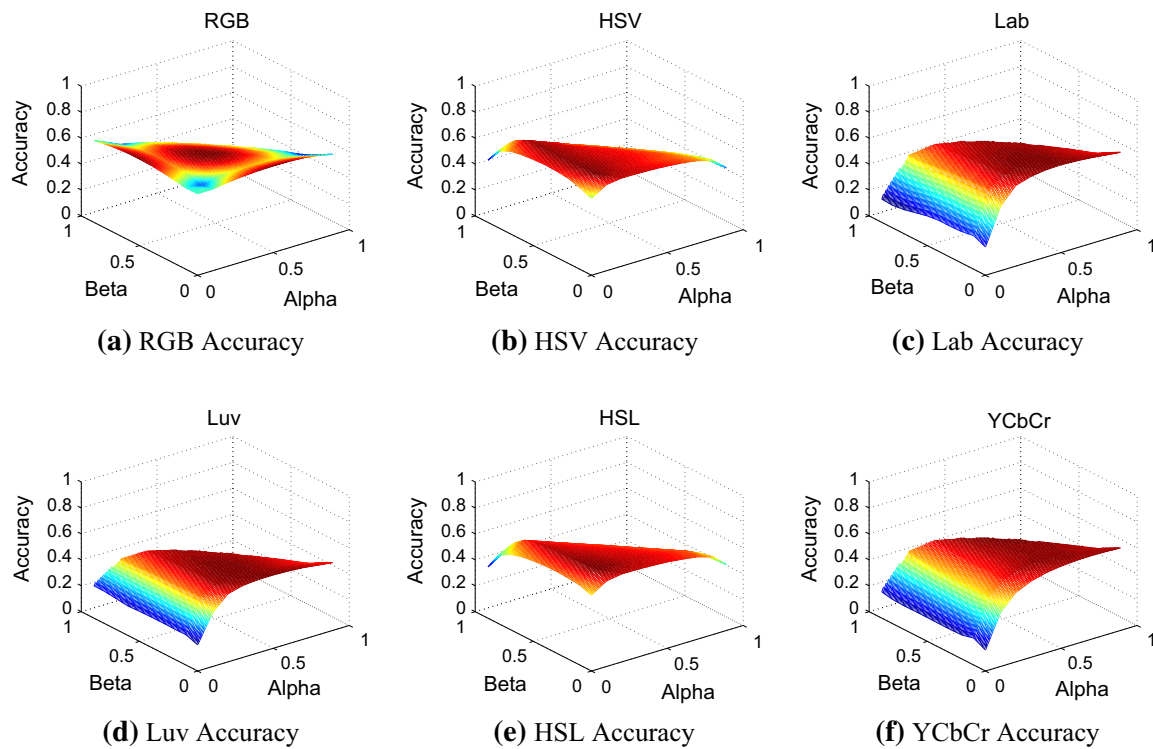 RGB
HSV
Lab
Accuracy
1
0.8
0.6
0.4
0.2
0
1
0.5
0
Beta
0
0.5
1
Alpha
Accuracy
1
0.8
0.6
0.4
0.2
0
1
0.5
0
Beta
0
0.5
1
Alpha
Accuracy
1
0.8
0.6
0.4
0.2
0
1
0.5
0
Beta
0
0.5
1
Alpha
(a) RGB Accuracy
(b) HSV Accuracy
(c) Lab Accuracy
Luv
HSL
YCbCr
Accuracy
1
0.8
0.6
0.4
0.2
0
1
0.5
0
Beta
0
0.5
1
Alpha
Accuracy
1
0.8
0.6
0.4
0.2
0
1
0.5
0
Beta
0
0.5
1
Alpha
Accuracy
1
0.8
0.6
0.4
0.2
0
1
0.5
0
Beta
0
0.5
1
Alpha
(d) Luv Accuracy
(e) HSL Accuracy
(f) YCbCr Accuracy